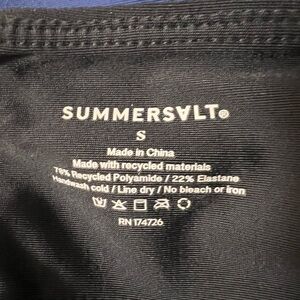 SUMMERSALT®
S
Made in China
Made with recycled materials
78% Recycled Polyamide / 22% Elastane
Handwash cold / Line dry / No bleach or iron
RN 174726